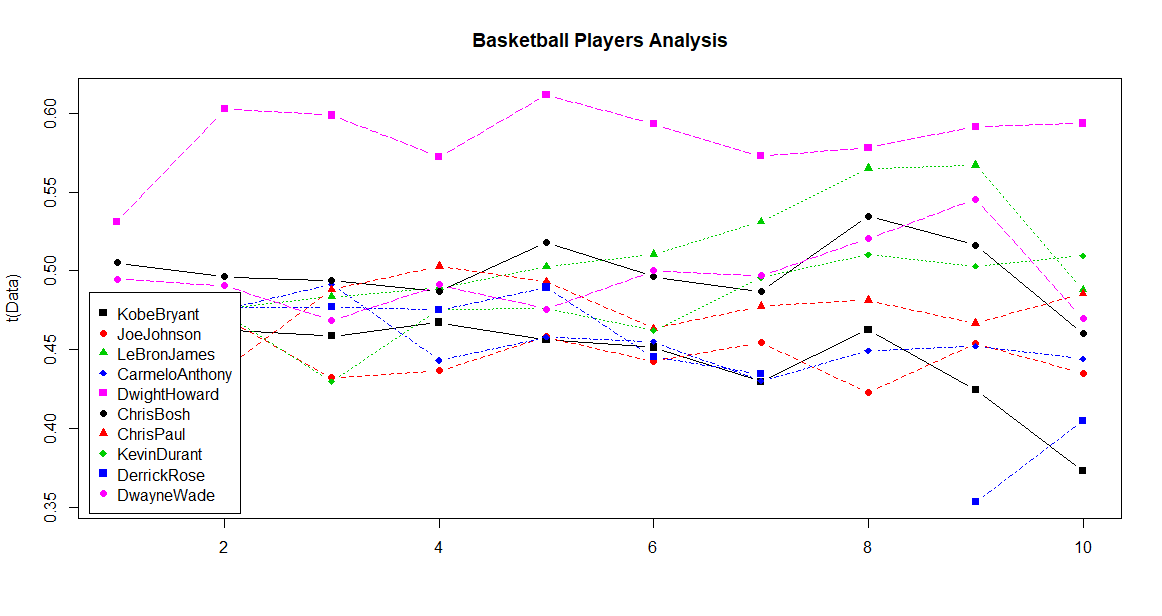 Basketball Players Analysis
t(Data)
0.60
0.55
0.50
0.45
0.40
0.35
KobeBryant
JoeJohnson
LeBronJames
CarmeloAnthony
DwightHoward
ChrisBosh
ChrisPaul
KevinDurant
DerrickRose
DwayneWade
2 4 6 8 10